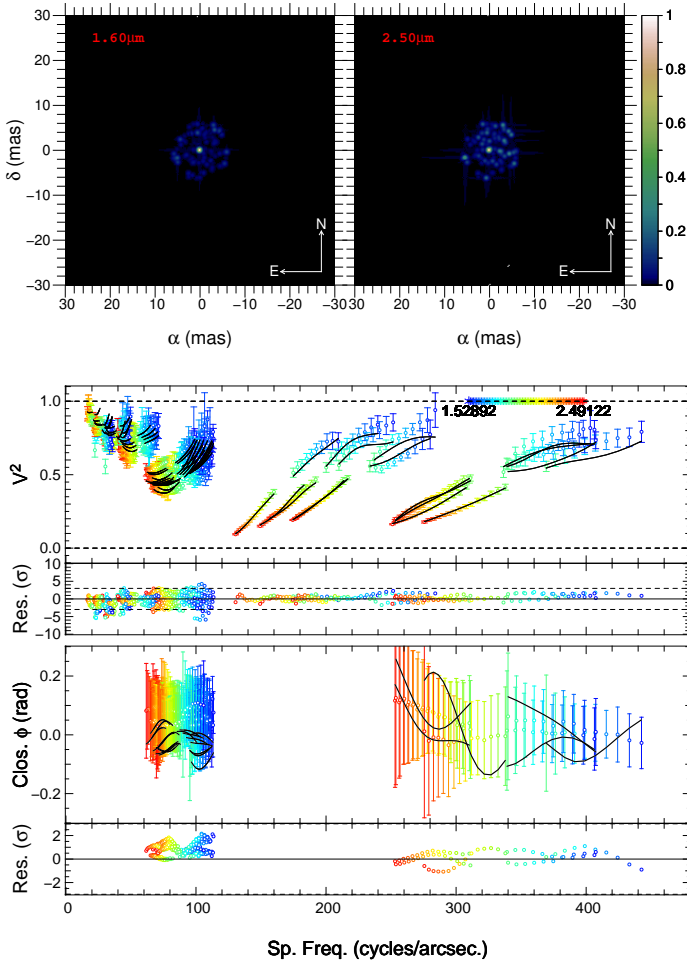 1.60µm
2.50µm
30
20
10
0
−10
−20
−30
δ (mas)
N
E
N
E
1
0.8
0.6
0.4
0.2
0
30 20 10 0 −10 −20 −30
30 20 10 0 −10 −20 −30
α (mas)
α (mas)
1.0
0.5
0.0
V²
1.52892
2.49122
10
5
0
−5
−10
Res. (σ)
0.2
0.0
−0.2
Clos. ϕ (rad)
2
0
−2
Res. (σ)
0 100 200 300 400
Sp. Freq. (cycles/arcsec.)